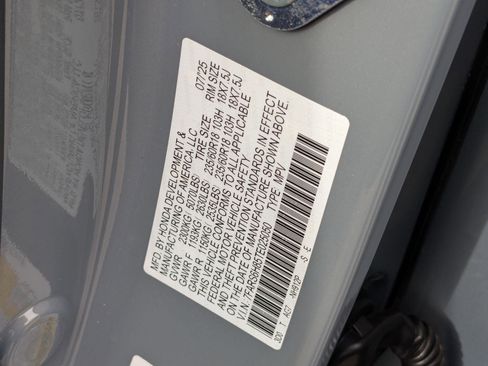 MFD. BY HONDA DEVELOPMENT & 07/25
MANUFACTURING OF AMERICA, LLC
GVWR 2300KG( 5070LBS) TIRE SIZE RIM SIZE
GAWR F 1190KG( 2620LBS) 235/60R18 103H 18X7.5J
GAWR R 1150KG( 2535LBS) 235/60R18 103H 18X7.5J
THIS VEHICLE CONFORMS TO ALL APPLICABLE
FEDERAL MOTOR VEHICLE SAFETY
AND THEFT PREVENTION STANDARDS IN EFFECT
ON THE DATE OF MANUFACTURE SHOWN ABOVE.
TYPE: MPV
S E